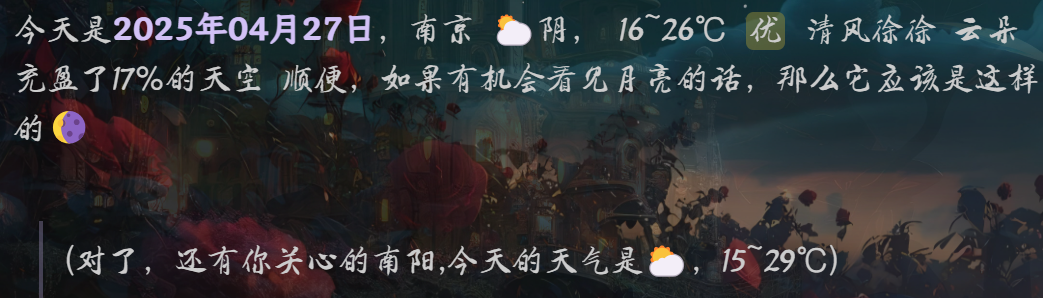 今天是2025年04月27日，南京 ⛅阴， 16~26℃ 优 清风徐徐 云朵
充盈了17%的天空 顺便，如果有机会看见月亮的话，那么它应该是这样
的🌘
(对了，还有你关心的南阳,今天的天气是⛅，15~29℃)